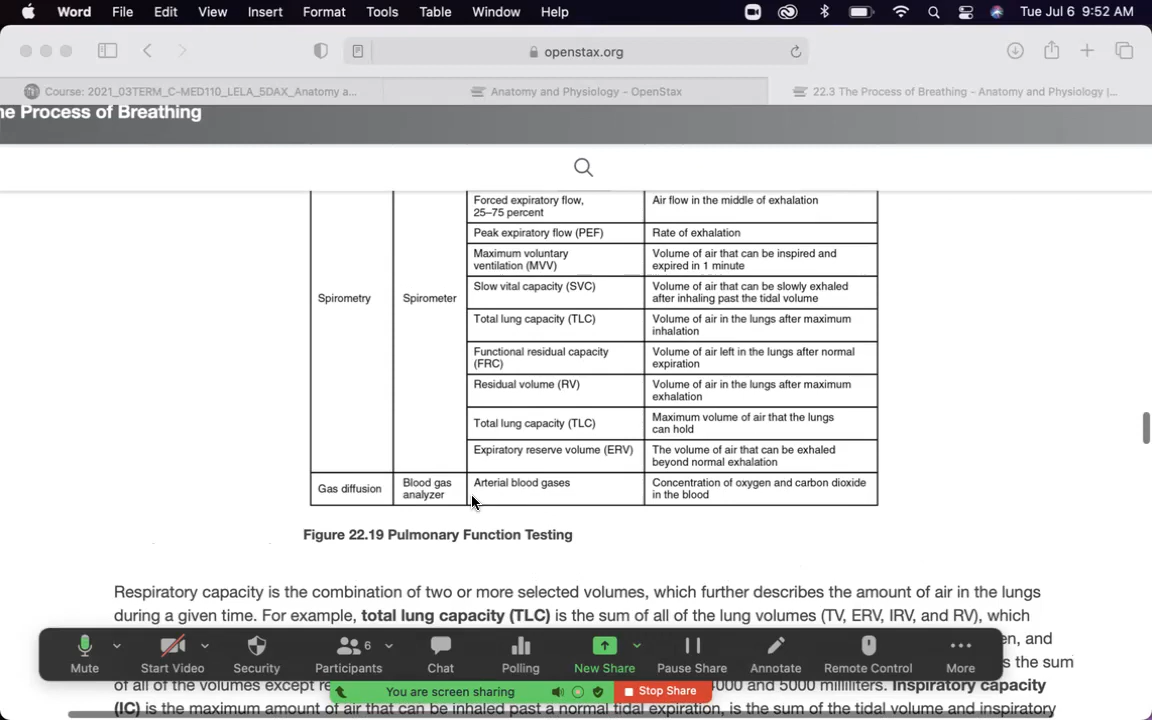 Word File Edit View Insert Format Tools Table Window Help Tue Jul 6 9:52 AM
openstax.org
Course: 2021_03TERM_C-MED110_LELA_5DAX_Anatomy a... Anatomy and Physiology - OpenStax 22.3 The Process of Breathing - Anatomy and Physiology |...
ne Process of Breathing
Forced expiratory flow,
25–75 percent
Air flow in the middle of exhalation
Peak expiratory flow (PEF)
Rate of exhalation
Maximum voluntary
ventilation (MVV)
Volume of air that can be inspired and
expired in 1 minute
Spirometry
Spirometer
Slow vital capacity (SVC)
Volume of air that can be slowly exhaled
after inhaling past the tidal volume
Total lung capacity (TLC)
Volume of air in the lungs after maximum
inhalation
Functional residual capacity
(FRC)
Volume of air left in the lungs after normal
expiration
Residual volume (RV)
Volume of air in the lungs after maximum
exhalation
Total lung capacity (TLC)
Maximum volume of air that the lungs
can hold
Expiratory reserve volume (ERV)
The volume of air that can be exhaled
beyond normal exhalation
Gas diffusion
Blood gas
analyzer
Arterial blood gases
Concentration of oxygen and carbon dioxide
in the blood
Figure 22.19 Pulmonary Function Testing
Respiratory capacity is the combination of two or more selected volumes, which further describes the amount of air in the lungs
during a given time. For example, total lung capacity (TLC) is the sum of all of the lung volumes (TV, ERV, IRV, and RV), which
en, and
s the sum
Mute Start Video Security Participants 6 Chat Polling New Share Pause Share Annotate Remote Control More
of all of the volumes except re 4000 and 5000 milliliters. Inspiratory capacity
You are screen sharing Stop Share
(IC) is the maximum amount of air that can be inhaled past a normal tidal expiration, is the sum of the tidal volume and inspiratory